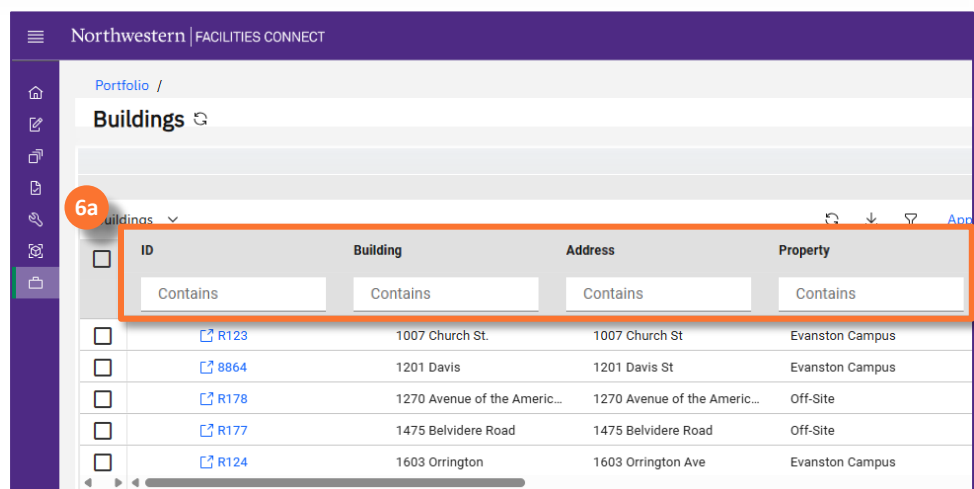 Northwestern | FACILITIES CONNECT
Portfolio /
Buildings
6a
uildings
App
ID Building Address Property
Contains Contains Contains Contains
R123 1007 Church St. 1007 Church St Evanston Campus
8864 1201 Davis 1201 Davis St Evanston Campus
R178 1270 Avenue of the Americ... 1270 Avenue of the Americ... Off-Site
R177 1475 Belvidere Road 1475 Belvidere Road Off-Site
R124 1603 Orrington 1603 Orrington Ave Evanston Campus